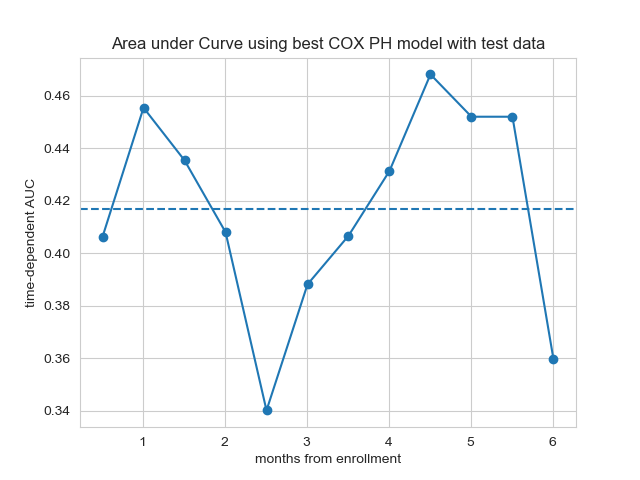 Area under Curve using best COX PH model with test data
time-dependent AUC
0.46
0.44
0.42
0.40
0.38
0.36
0.34
1 2 3 4 5 6
months from enrollment